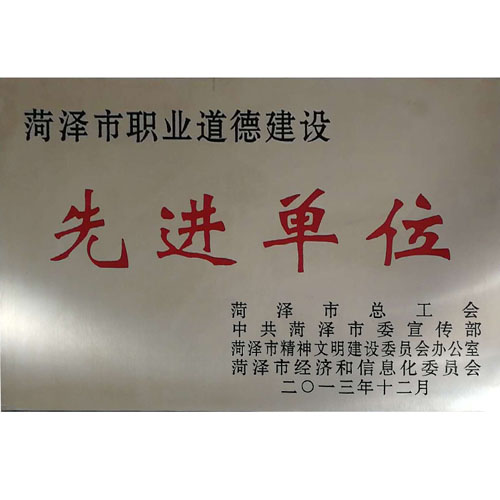 菏泽市职业道德建设
先进单位
菏泽市总工会
中共菏泽市委宣传部
菏泽市精神文明建设委员会办公室
菏泽市经济和信息化委员会
二〇一三年十二月